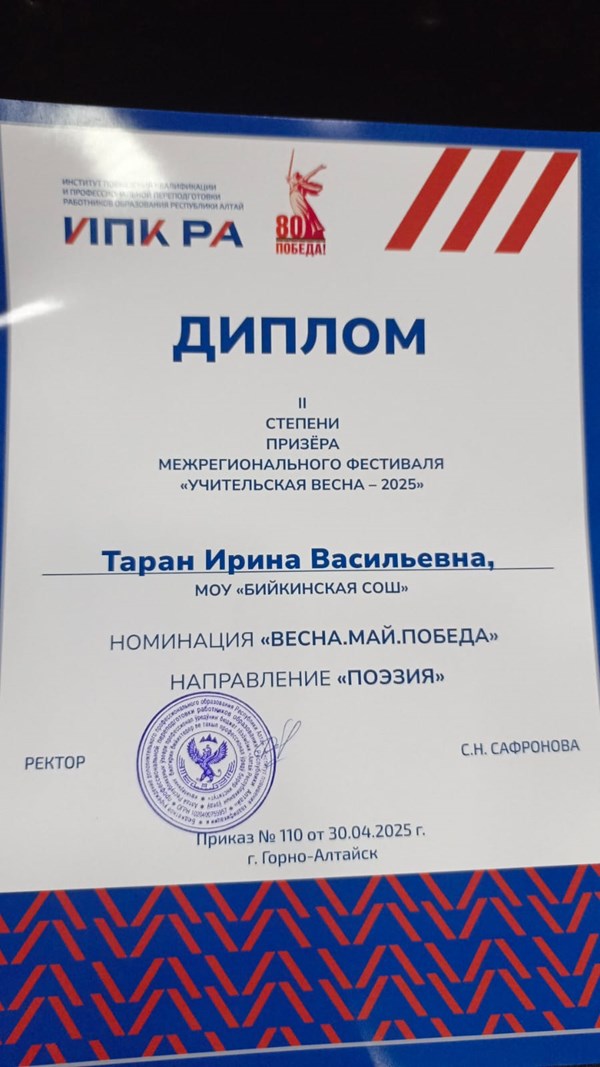 ИНСТИТУТ ПОВЫШЕНИЯ КВАЛИФИКАЦИИ
И ПРОФЕССИОНАЛЬНОЙ ПЕРЕПОДГОТОВКИ
РАБОТНИКОВ ОБРАЗОВАНИЯ РЕСПУБЛИКИ АЛТАЙ
ИПК РА
80
ПОБЕДА!
ДИПЛОМ
II
СТЕПЕНИ
ПРИЗЁРА
МЕЖРЕГИОНАЛЬНОГО ФЕСТИВАЛЯ
«УЧИТЕЛЬСКАЯ ВЕСНА – 2025»
Таран Ирина Васильевна,
МОУ «БИЙКИНСКАЯ СОШ»
НОМИНАЦИЯ «ВЕСНА.МАЙ.ПОБЕДА»
НАПРАВЛЕНИЕ «ПОЭЗИЯ»
РЕКТОР
С.Н. САФРОНОВА
Приказ № 110 от 30.04.2025 г.
г. Горно-Алтайск